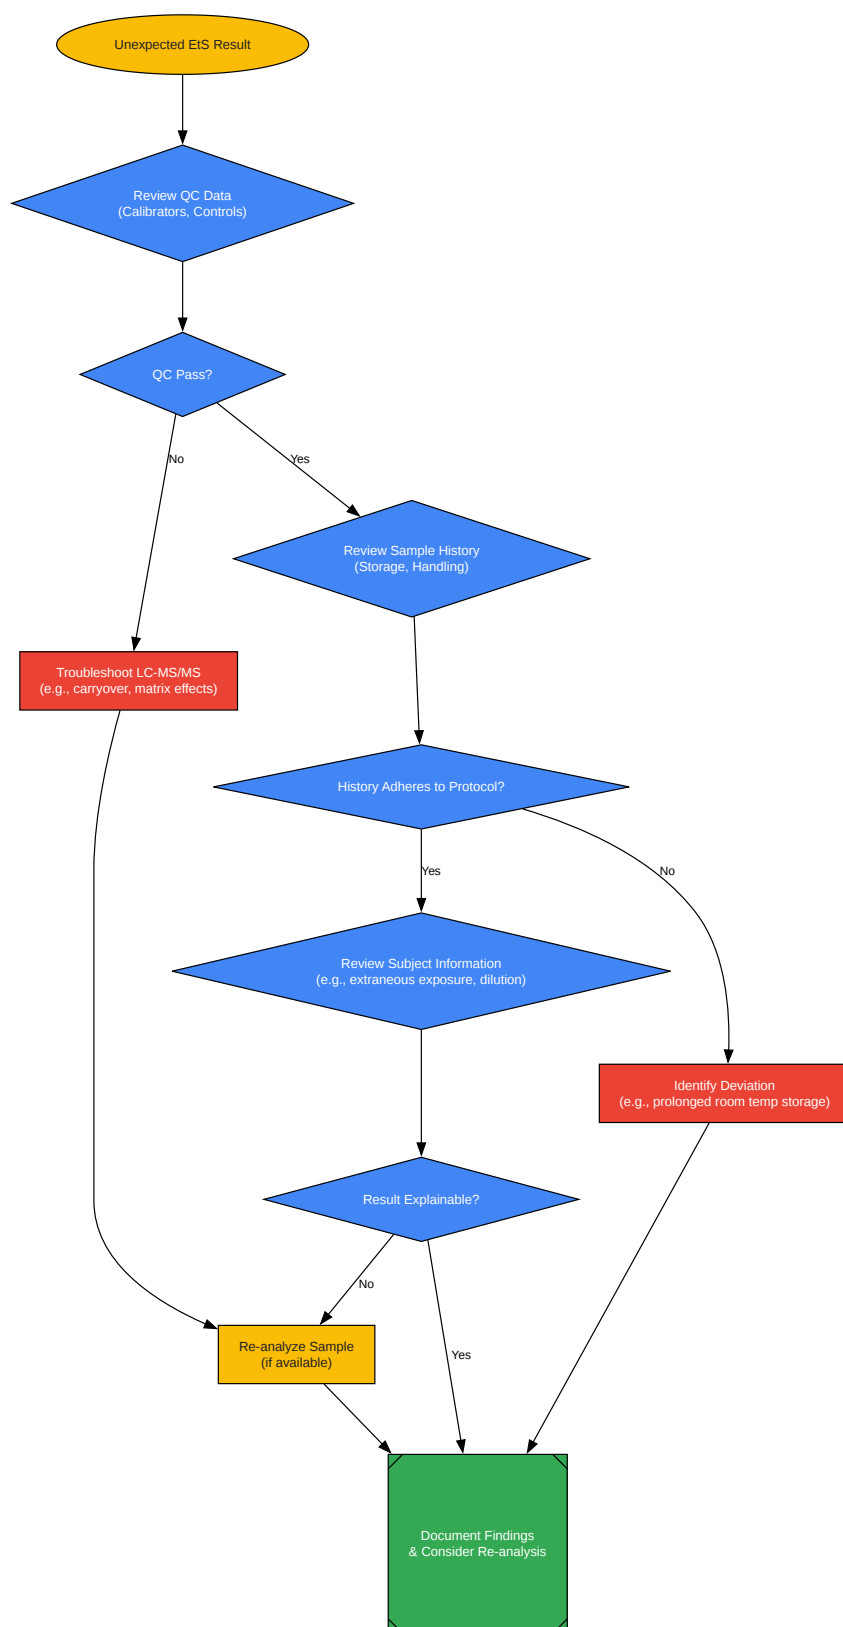 Unexpected EtS Result
Review QC Data
(Calibrators, Controls)
QC Pass?
No
Yes
Review Sample History
(Storage, Handling)
Troubleshoot LC-MS/MS
(e.g., carryover, matrix effects)
History Adheres to Protocol?
Yes
No
Review Subject Information
(e.g., extraneous exposure, dilution)
Identify Deviation
(e.g., prolonged room temp storage)
Result Explainable?
No
Re-analyze Sample
(if available)
Yes
Document Findings
& Consider Re-analysis